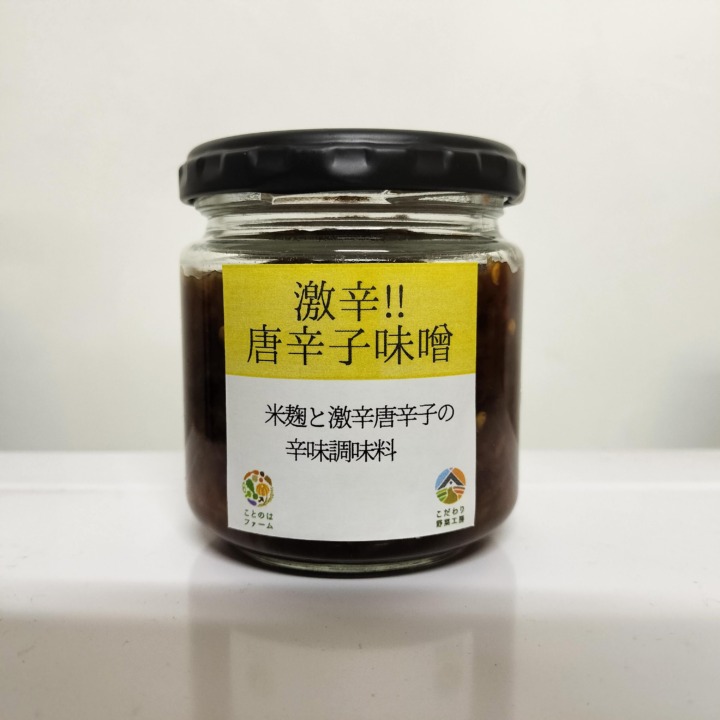 激辛!!
唐辛子味噌
米麹と激辛唐辛子の
辛味調味料
ことのは
ファーム
こだわり
野菜工房